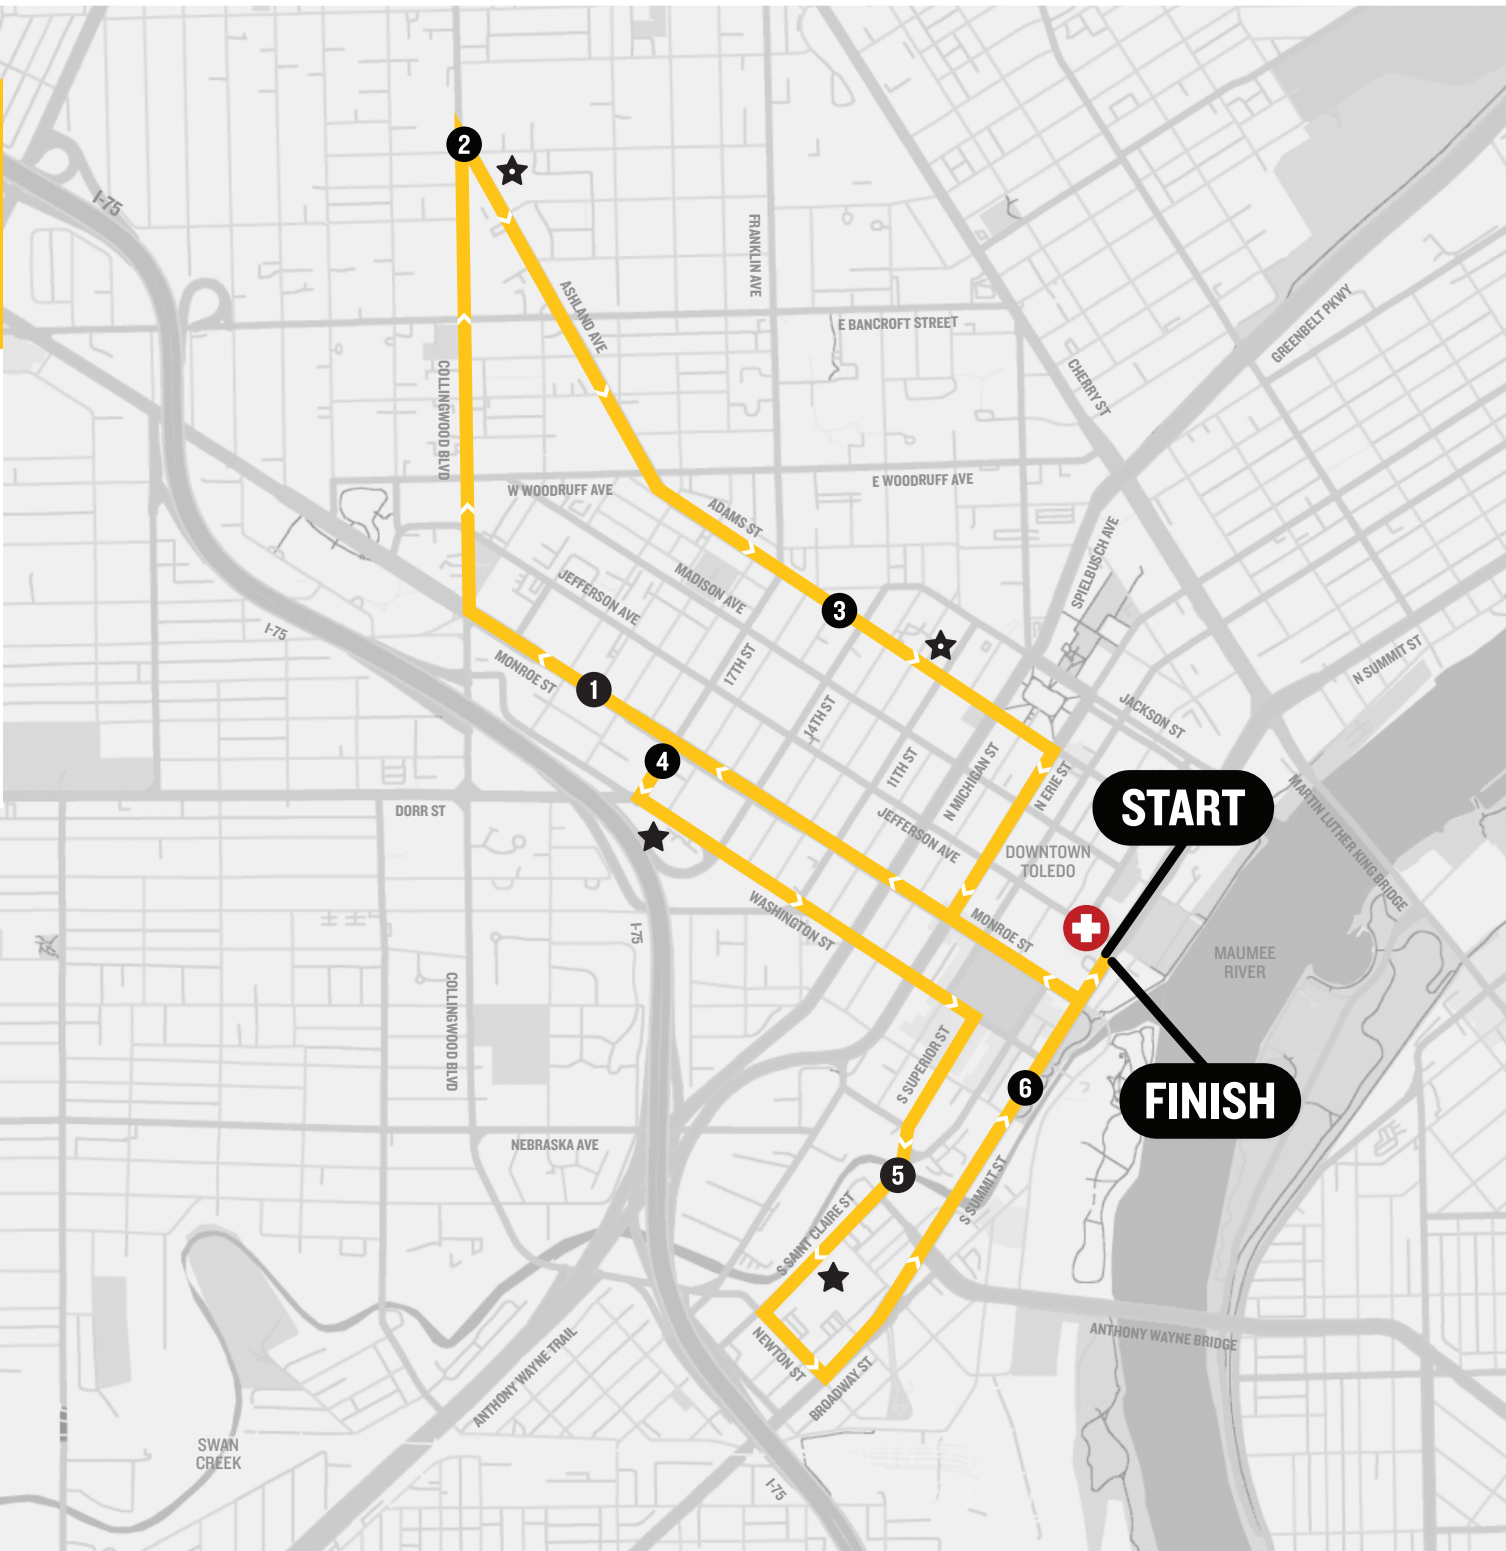 2
I-75
FRANKLIN AVE
ASHLAND AVE
E BANCROFT STREET
GREENBELT PKWY
COLLINGWOOD BLVD
CHERRY ST
W WOODRUFF AVE
E WOODRUFF AVE
ADAMS ST
SPIELBUSCH AVE
JEFFERSON AVE
MADISON AVE
3
I-75
MONROE ST
17TH ST
N SUMMIT ST
1
14TH ST
JACKSON ST
4
11TH ST
N MICHIGAN ST
N ERIE ST
START
DORR ST
JEFFERSON AVE
DOWNTOWN
TOLEDO
MARTIN LUTHER KING BRIDGE
WASHINGTON ST
I-75
MONROE ST
MAUMEE
RIVER
COLLINGWOOD BLVD
S SUPERIOR ST
6
FINISH
NEBRASKA AVE
5
S SUMMIT ST
S SAINT CLAIRE ST
ANTHONY WAYNE BRIDGE
NEWTON ST
ANTHONY WAYNE TRAIL
BROADWAY ST
SWAN
CREEK
I-75